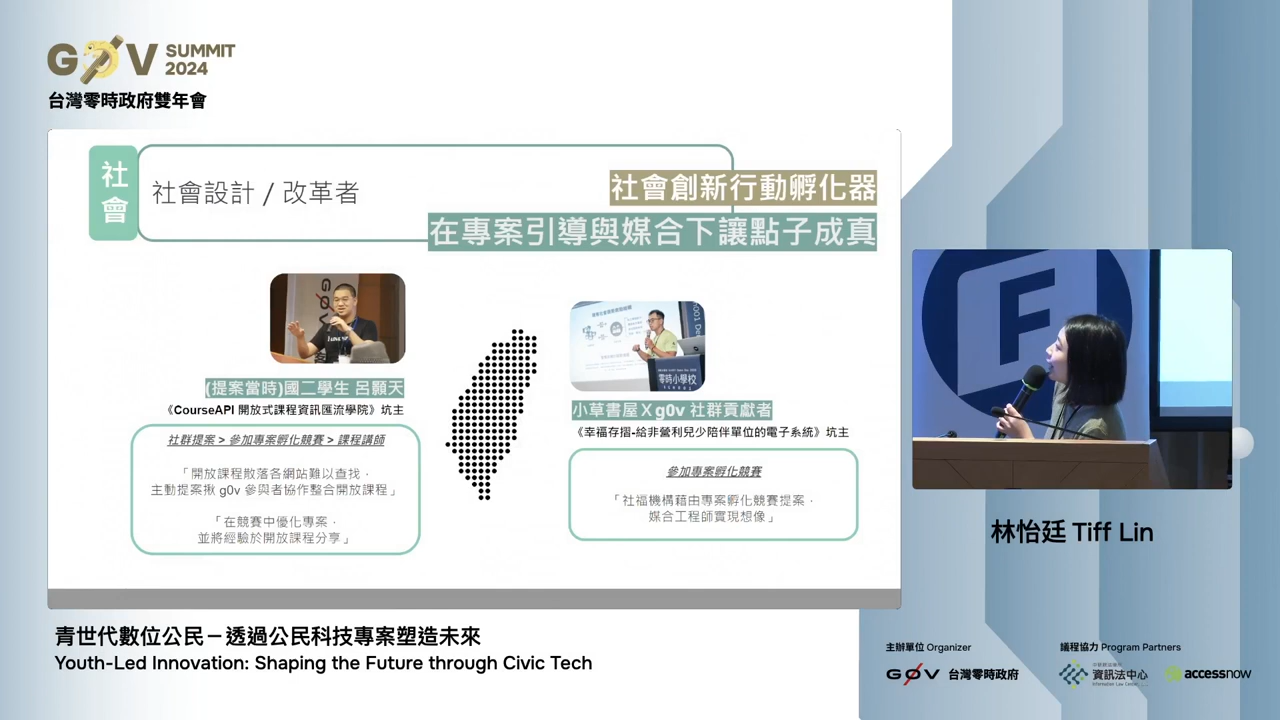 G0V SUMMIT 2024
台灣零時政府雙年會
社會
社會設計 / 改革者
社會創新行動孵化器
在專案引導與媒合下讓點子成真
(提案當時)國二學生 呂顥天
《CourseAPI 開放式課程資訊匯流學院》坑主
社群提案 > 參加專案孵化競賽 > 課程講師
「開放課程散落各網站難以查找，
主動提案揪 g0v 參與者協作整合開放課程」
「在競賽中優化專案，
並將經驗於開放課程分享」
零時小學校
小草書屋Ｘg0v 社群貢獻者
《幸福存摺-給非營利兒少陪伴單位的電子系統》坑主
參加專案孵化競賽
「社福機構藉由專案孵化競賽提案，
媒合工程師實現想像」
F
林怡廷 Tiff Lin
青世代數位公民－透過公民科技專案塑造未來
Youth-Led Innovation: Shaping the Future through Civic Tech
主辦單位 Organizer
G0V 台灣零時政府
議程協力 Program Partners
資訊法中心
Information Law Center
accessnow